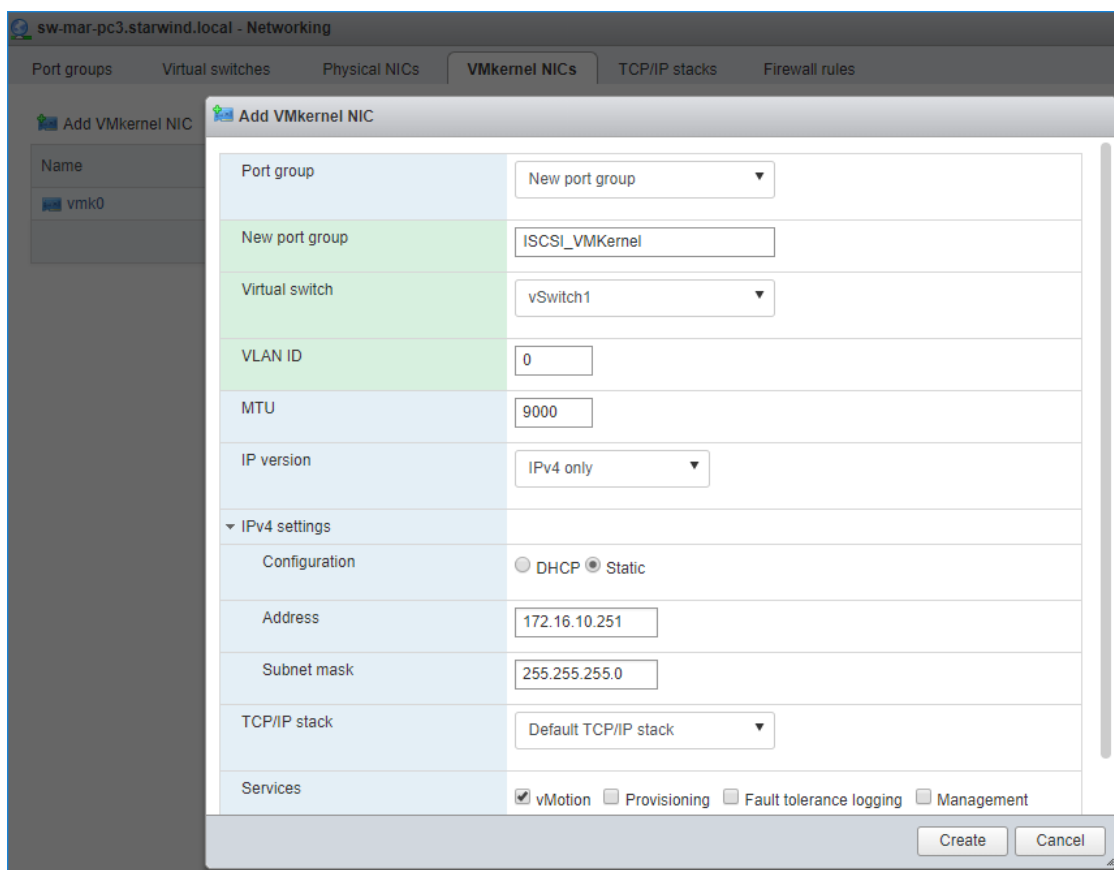 sw-mar-pc3.starwind.local - Networking
Port groups Virtual switches Physical NICs VMkernel NICs TCP/IP stacks Firewall rules
Add VMkernel NIC
Name
vmk0
Add VMkernel NIC
Port group New port group
New port group ISCSI_VMKernel
Virtual switch vSwitch1
VLAN ID 0
MTU 9000
IP version IPv4 only
IPv4 settings
Configuration DHCP Static
Address 172.16.10.251
Subnet mask 255.255.255.0
TCP/IP stack Default TCP/IP stack
Services vMotion Provisioning Fault tolerance logging Management
Create Cancel